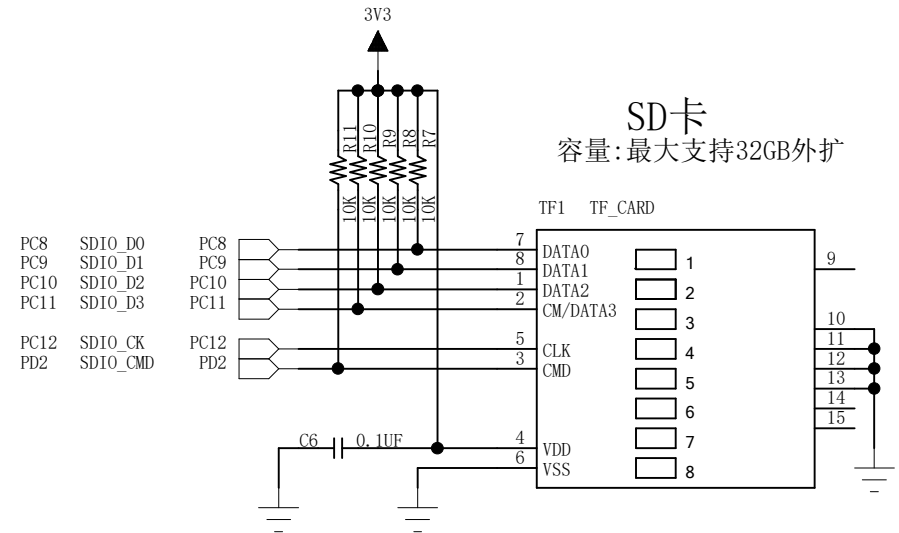 3V3
R11 R10 R9 R8 R7
10K 10K 10K 10K 10K
SD卡
容量:最大支持32GB外扩
TF1 TF_CARD
PC8 SDIO_D0 PC8 7 DATA0
PC9 SDIO_D1 PC9 8 DATA1
PC10 SDIO_D2 PC10 1 DATA2
PC11 SDIO_D3 PC11 2 CM/DATA3
PC12 SDIO_CK PC12 5 CLK
PD2 SDIO_CMD PD2 3 CMD
C6 0.1UF 4 VDD
6 VSS
1
2
3
4
5
6
7
8
9
10
11
12
13
14
15